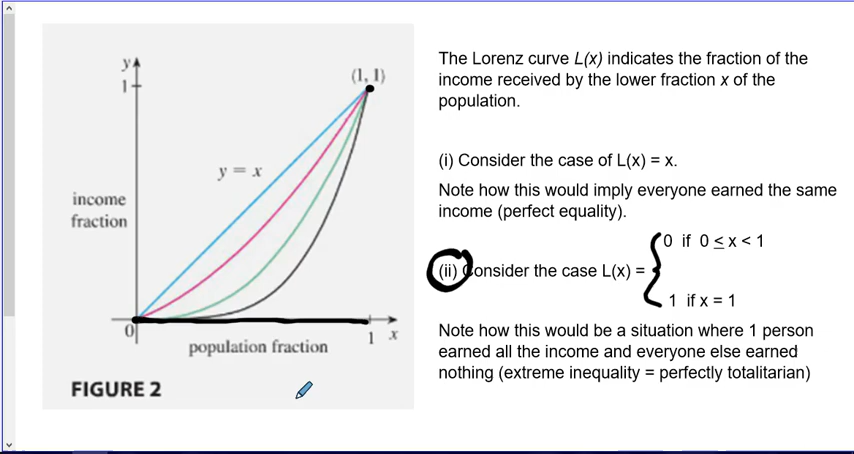 y
1
(1, 1)
y = x
income
fraction
0
population fraction
1 x
FIGURE 2
The Lorenz curve L(x) indicates the fraction of the
income received by the lower fraction x of the
population.
(i) Consider the case of L(x) = x.
Note how this would imply everyone earned the same
income (perfect equality).
0 if 0 ≤ x < 1
(ii) Consider the case L(x) =
1 if x = 1
Note how this would be a situation where 1 person
earned all the income and everyone else earned
nothing (extreme inequality = perfectly totalitarian)